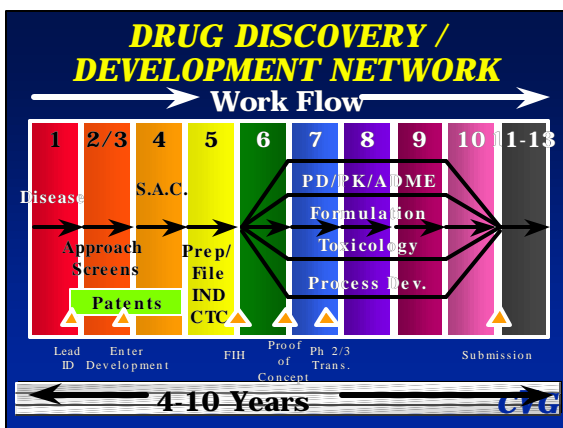 DRUG DISCOVERY /
DEVELOPMENT NETWORK
Work Flow
1 2/3 4 5 6 7 8 9 10 11-13
Disease
S.A.C.
PD/PK/ADME
Formulation
Toxicology
Process Dev.
Approach
Screens
Prep/
File
IND
CTC
Patents
Lead
ID
Enter
Development
FIH
Proof
of
Concept
Ph 2/3
Trans.
Submission
4-10 Years
CVG